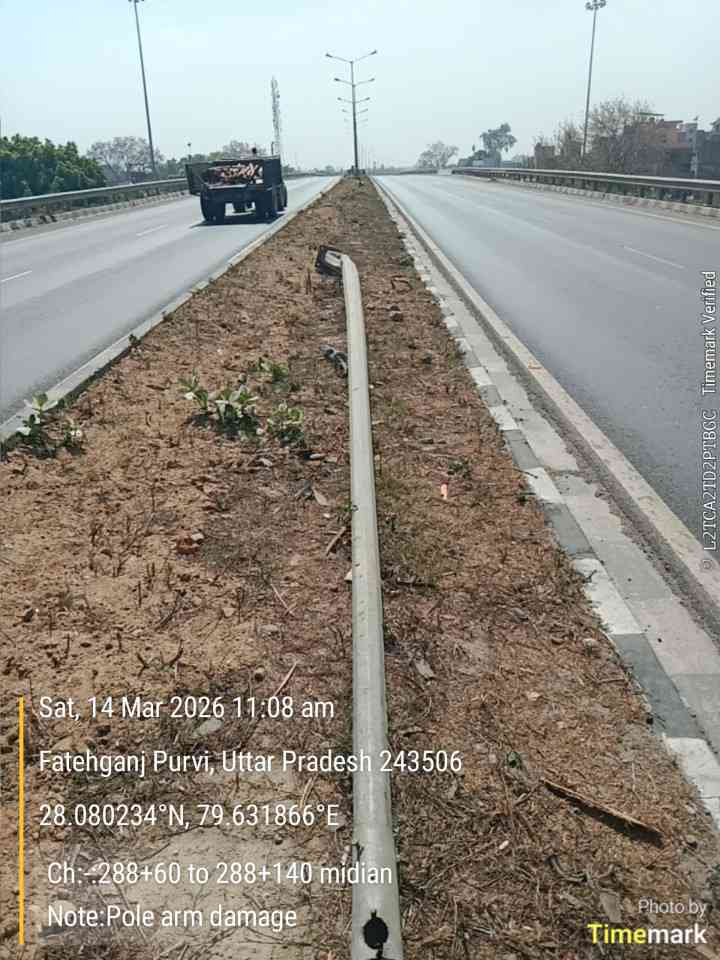 Sat, 14 Mar 2026 11:08 am
Fatehganj Purvi, Uttar Pradesh 243506
28.080234°N, 79.631866°E
Ch:-:288+60 to 288+140 midian
Note:Pole arm damage
Photo by
Timemark
© L2TCA2TD2PTBGC Timemark Verified